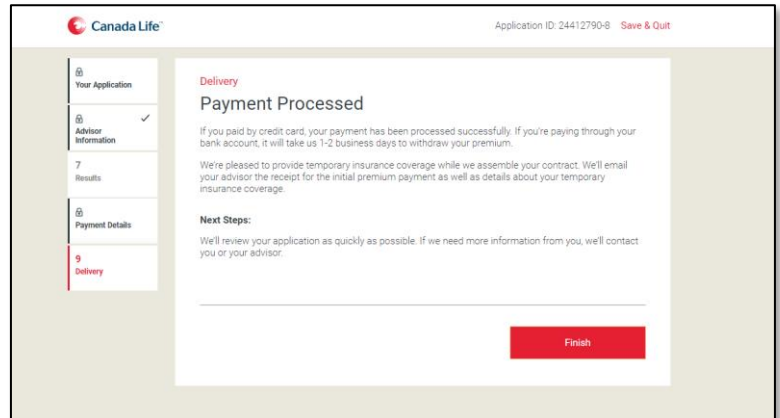 Canada Life™
Application ID: 24412790-8 Save & Quit
Your Application
Advisor
Information
7
Results
Payment Details
9
Delivery
Delivery
Payment Processed
If you paid by credit card, your payment has been processed successfully. If you're paying through your
bank account, it will take us 1-2 business days to withdraw your premium.
We're pleased to provide temporary insurance coverage while we assemble your contract. We'll email
your advisor the receipt for the initial premium payment as well as details about your temporary
insurance coverage.
Next Steps:
We'll review your application as quickly as possible. If we need more information from you, we'll contact
you or your advisor.
Finish